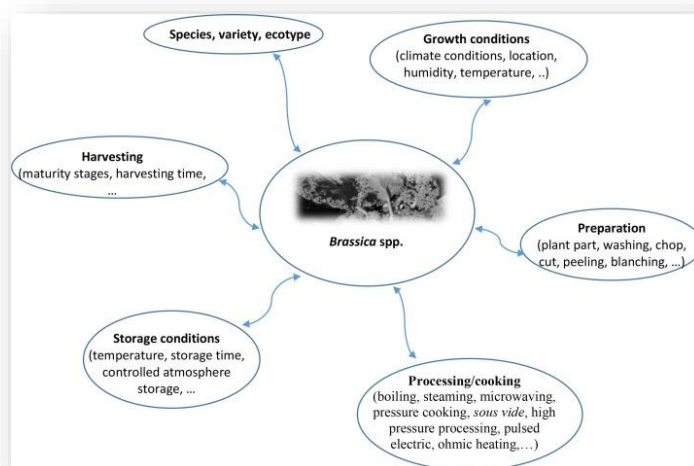 Species, variety, ecotype
Growth conditions
(climate conditions, location,
humidity, temperature, ..)
Harvesting
(maturity stages, harvesting time,
…
Brassica spp.
Preparation
(plant part, washing, chop,
cut, peeling, blanching, …)
Storage conditions
(temperature, storage time,
controlled atmosphere
storage, …
Processing/cooking
(boiling, steaming, microwaving,
pressure cooking, sous vide, high
pressure processing, pulsed
electric, ohmic heating,…)